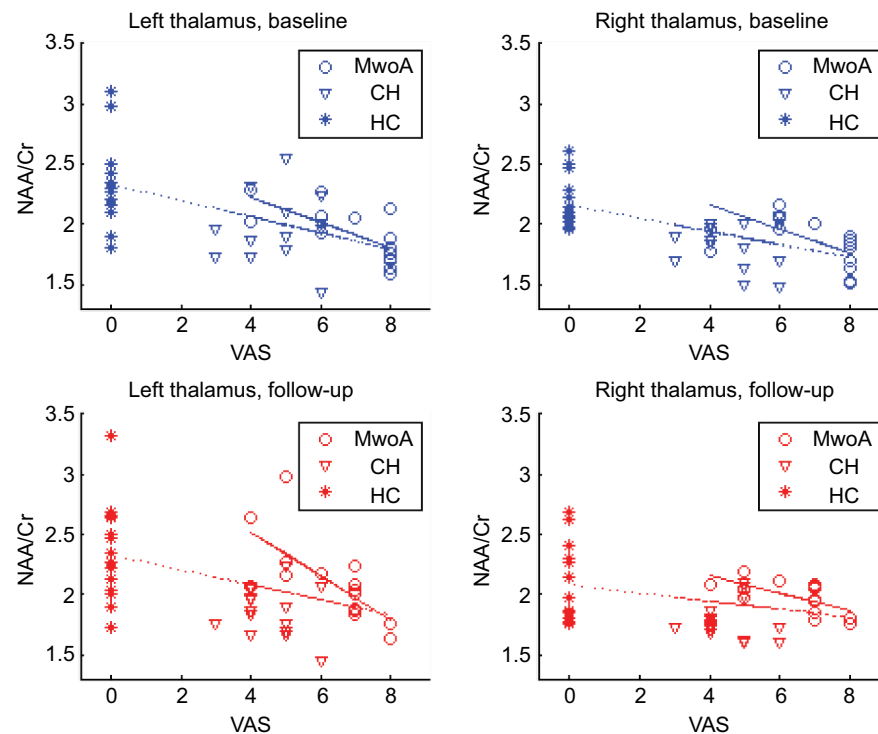 Left thalamus, baseline
3.5
3
2.5
2
1.5
NAA/Cr
0 2 4 6 8
VAS
MwoA
CH
HC
Right thalamus, baseline
3.5
3
2.5
2
1.5
NAA/Cr
0 2 4 6 8
VAS
MwoA
CH
HC
Left thalamus, follow-up
3.5
3
2.5
2
1.5
NAA/Cr
0 2 4 6 8
VAS
MwoA
CH
HC
Right thalamus, follow-up
3.5
3
2.5
2
1.5
NAA/Cr
0 2 4 6 8
VAS
MwoA
CH
HC